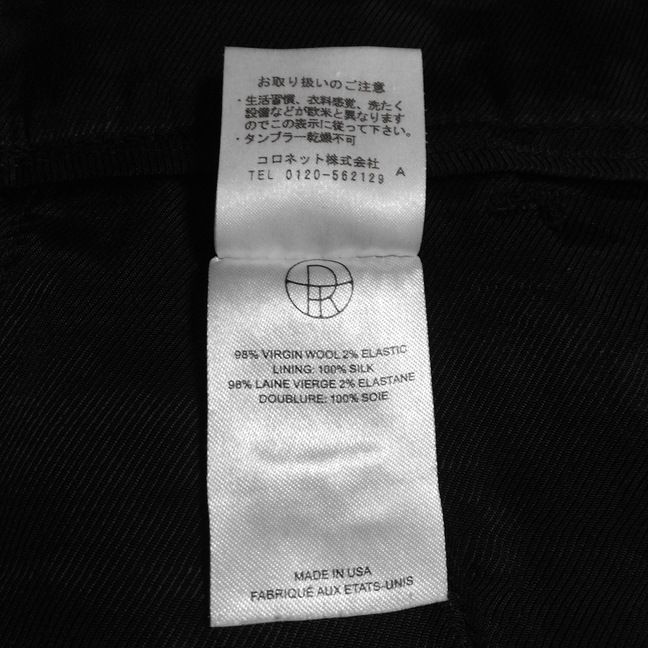 お取り扱いのご注意
・生活習慣、衣料感覚、洗たく
設備などが欧米と異なります
のでこの表示に従って下さい。
・タンブラー乾燥不可
コロネット株式会社
TEL 0120-562129 A
98% VIRGIN WOOL 2% ELASTIC
LINING: 100% SILK
98% LAINE VIERGE 2% ELASTANE
DOUBLURE: 100% SOIE
MADE IN USA
FABRIQUÉ AUX ETATS-UNIS